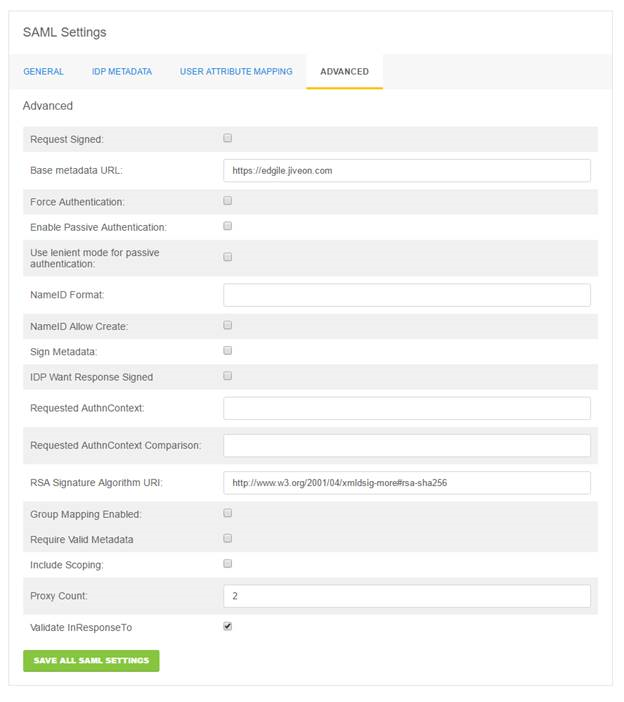 SAML Settings
GENERAL IDP METADATA USER ATTRIBUTE MAPPING ADVANCED
Advanced
Request Signed:
Base metadata URL: https://edgile.jiveon.com
Force Authentication:
Enable Passive Authentication:
Use lenient mode for passive
authentication:
NameID Format:
NameID Allow Create:
Sign Metadata:
IDP Want Response Signed
Requested AuthnContext:
Requested AuthnContext Comparison:
RSA Signature Algorithm URI: http://www.w3.org/2001/04/xmldsig-more#rsa-sha256
Group Mapping Enabled:
Require Valid Metadata
Include Scoping:
Proxy Count: 2
Validate InResponseTo
SAVE ALL SAML SETTINGS